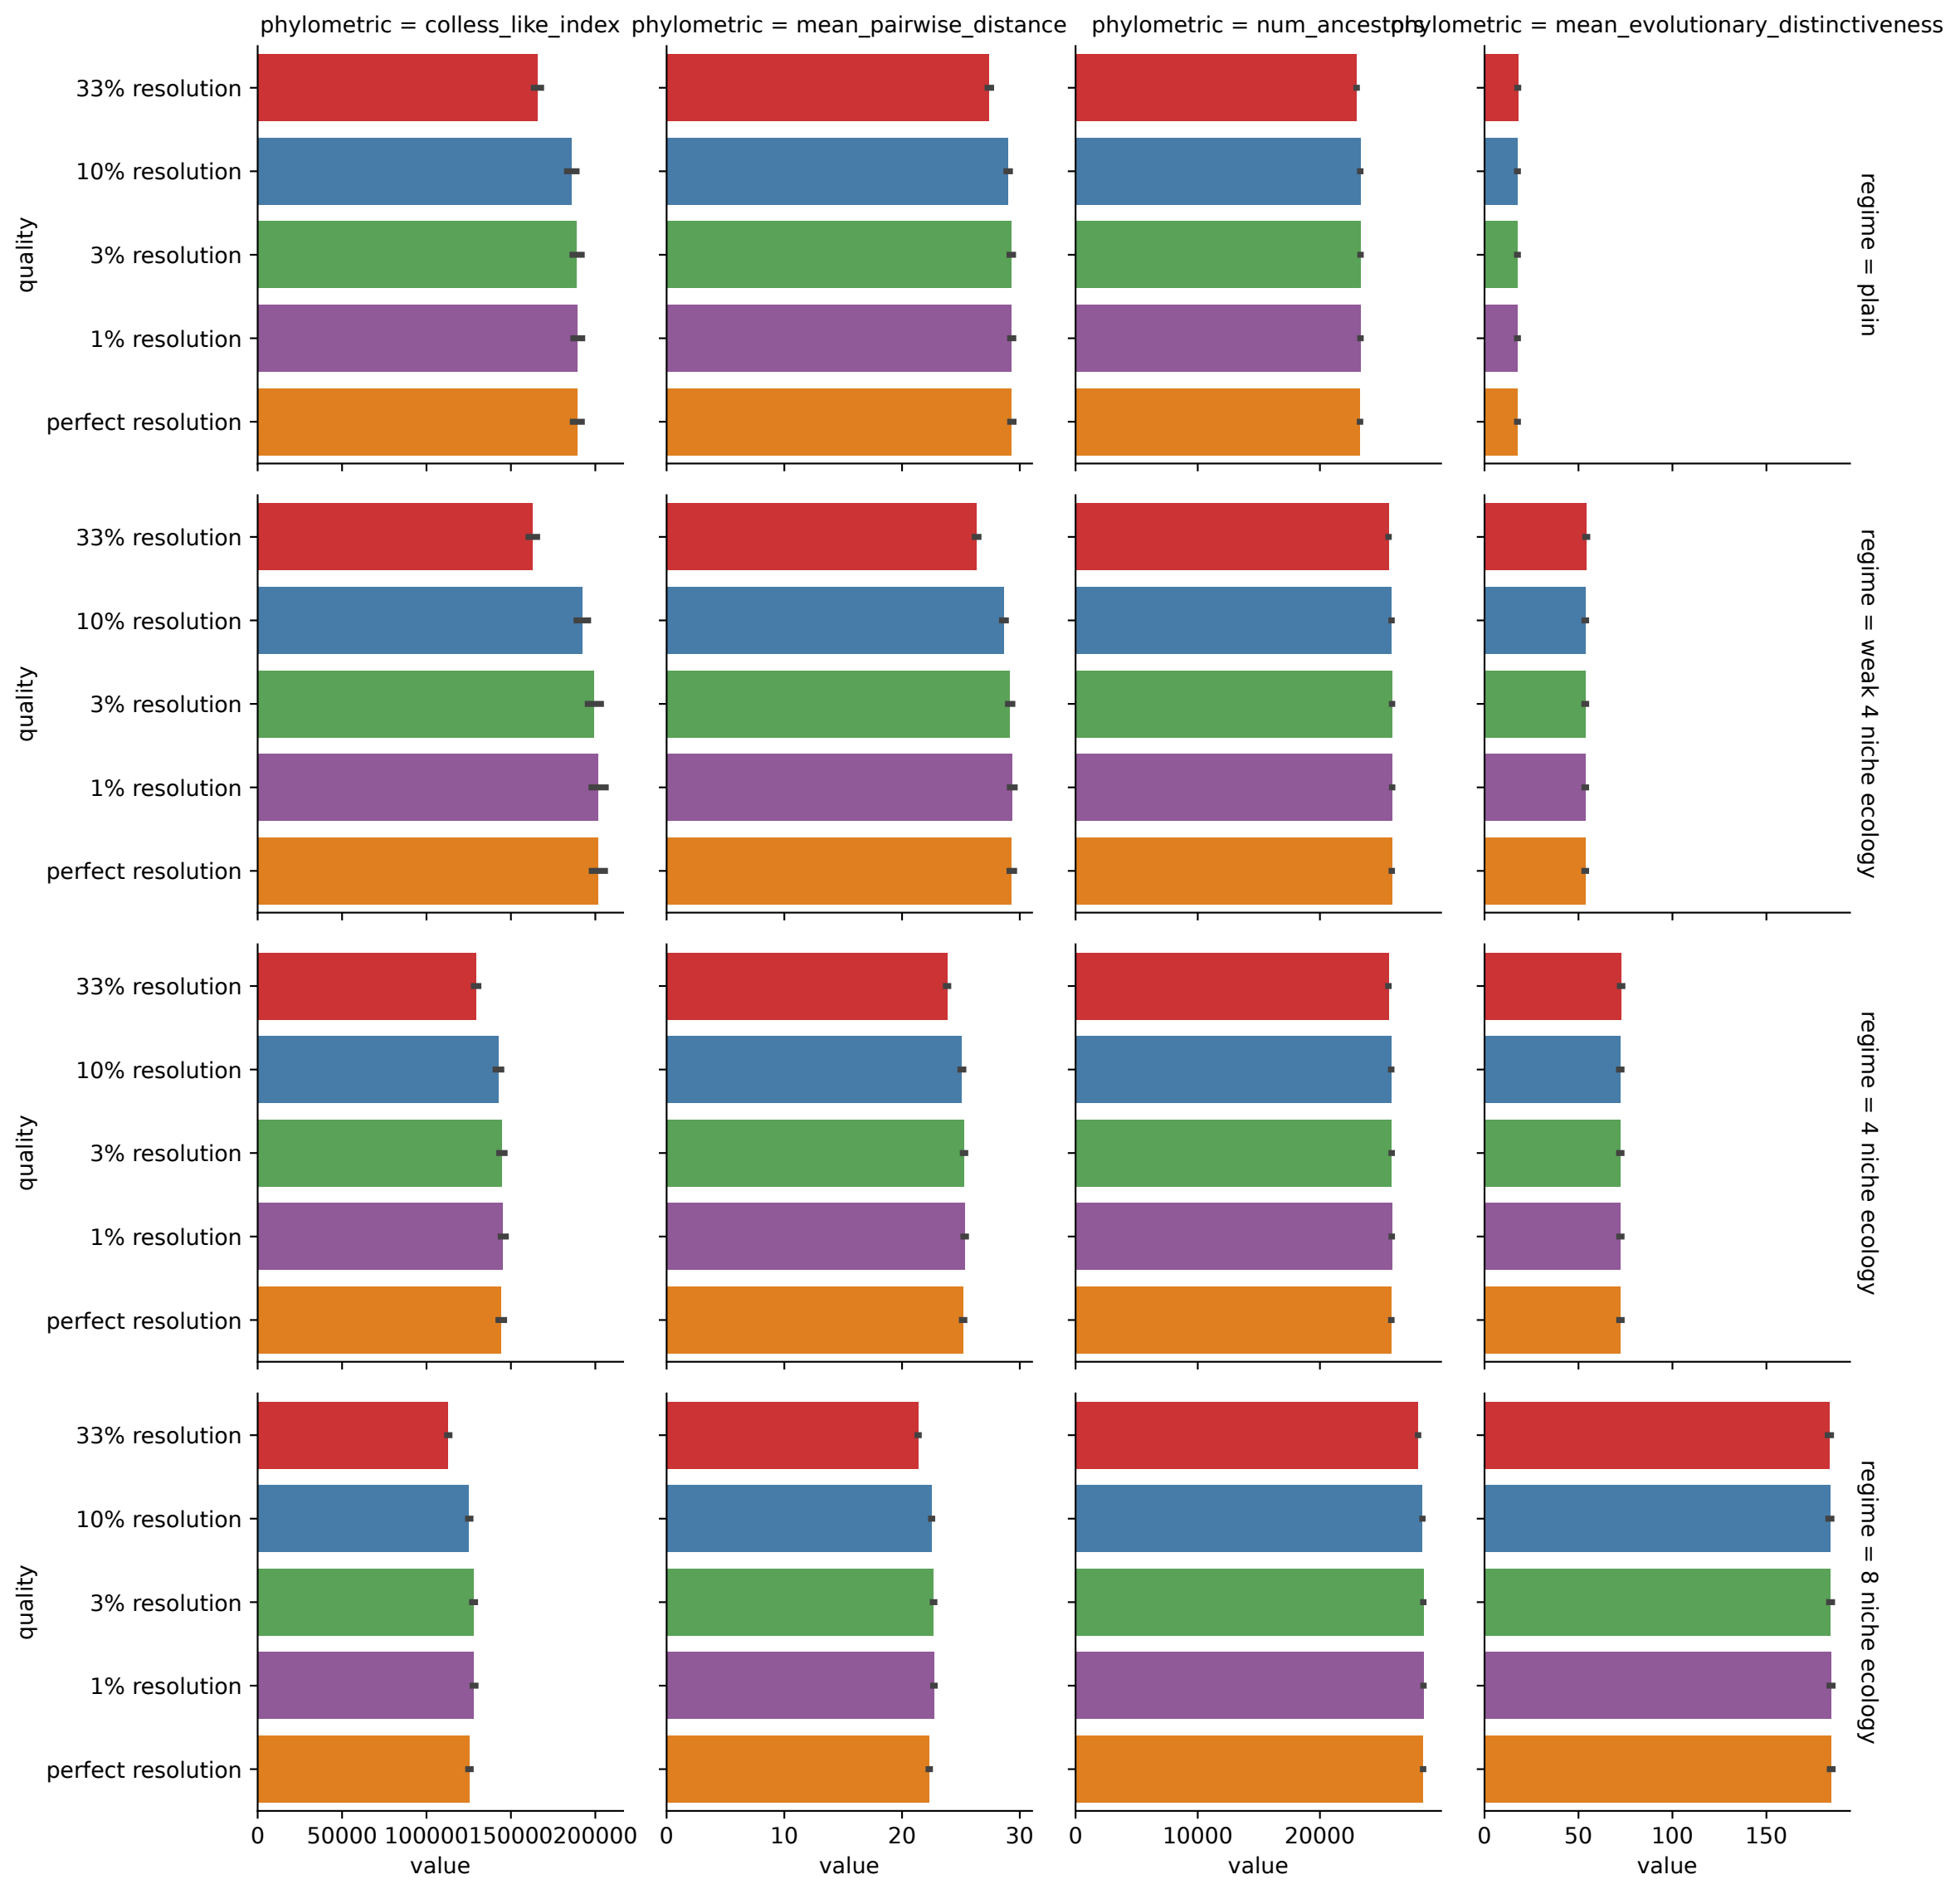 phylometric = colless_like_index
phylometric = mean_pairwise_distance
phylometric = num_ancestors
phylometric = mean_evolutionary_distinctiveness
quality
33% resolution
10% resolution
3% resolution
1% resolution
perfect resolution
regime = plain
quality
33% resolution
10% resolution
3% resolution
1% resolution
perfect resolution
regime = weak 4 niche ecology
quality
33% resolution
10% resolution
3% resolution
1% resolution
perfect resolution
regime = 4 niche ecology
quality
33% resolution
10% resolution
3% resolution
1% resolution
perfect resolution
regime = 8 niche ecology
0 50000 100000 150000 200000
value
0 10 20 30
value
0 10000 20000
value
0 50 100 150
value